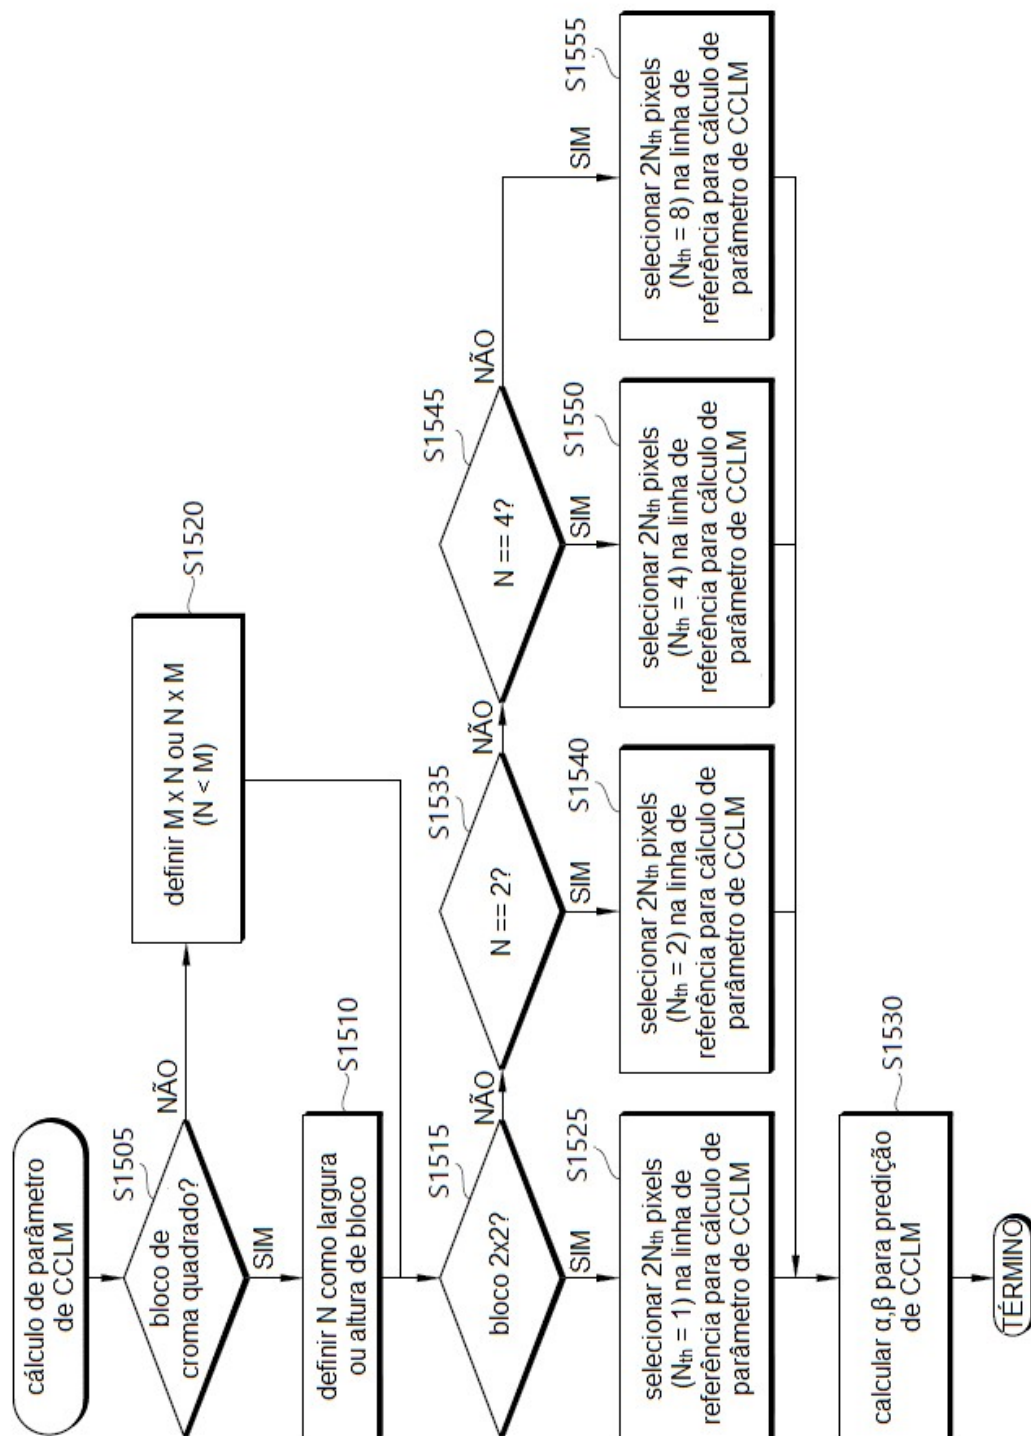 cálculo de parâmetro
de CCLM
S1505
bloco de
croma quadrado?
NÃO
SIM
S1520
definir M x N ou N x M
(N < M)
S1510
definir N como largura
ou altura de bloco
S1515
bloco 2x2?
NÃO
SIM
S1535
N == 2?
NÃO
SIM
S1545
N == 4?
NÃO
SIM
SIM
S1525
selecionar 2Nth pixels
(Nth = 1) na linha de
referência para cálculo de
parâmetro de CCLM
S1540
selecionar 2Nth pixels
(Nth = 2) na linha de
referência para cálculo de
parâmetro de CCLM
S1550
selecionar 2Nth pixels
(Nth = 4) na linha de
referência para cálculo de
parâmetro de CCLM
S1555
selecionar 2Nth pixels
(Nth = 8) na linha de
referência para cálculo de
parâmetro de CCLM
S1530
calcular α,β para predição
de CCLM
TÉRMINO